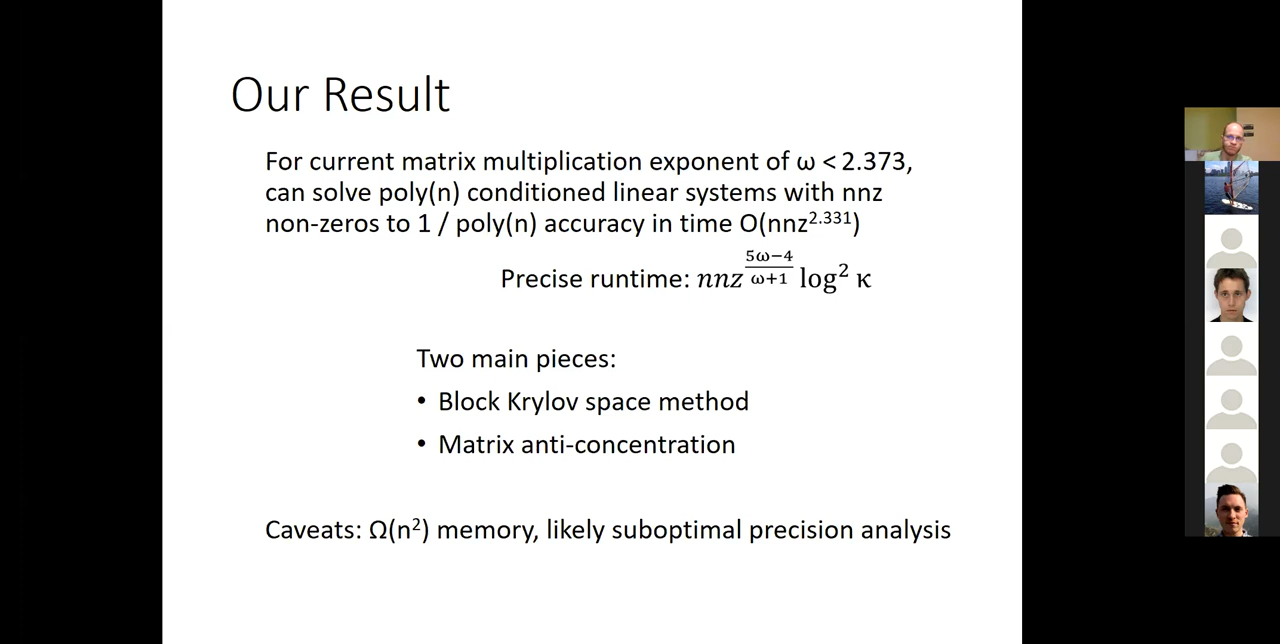 Our Result
For current matrix multiplication exponent of ω < 2.373,
can solve poly(n) conditioned linear systems with nnz
non-zeros to 1 / poly(n) accuracy in time O(nnz^2.331)
Precise runtime: nnz^((5ω−4)/(ω+1)) log² κ
Two main pieces:
• Block Krylov space method
• Matrix anti-concentration
Caveats: Ω(n²) memory, likely suboptimal precision analysis